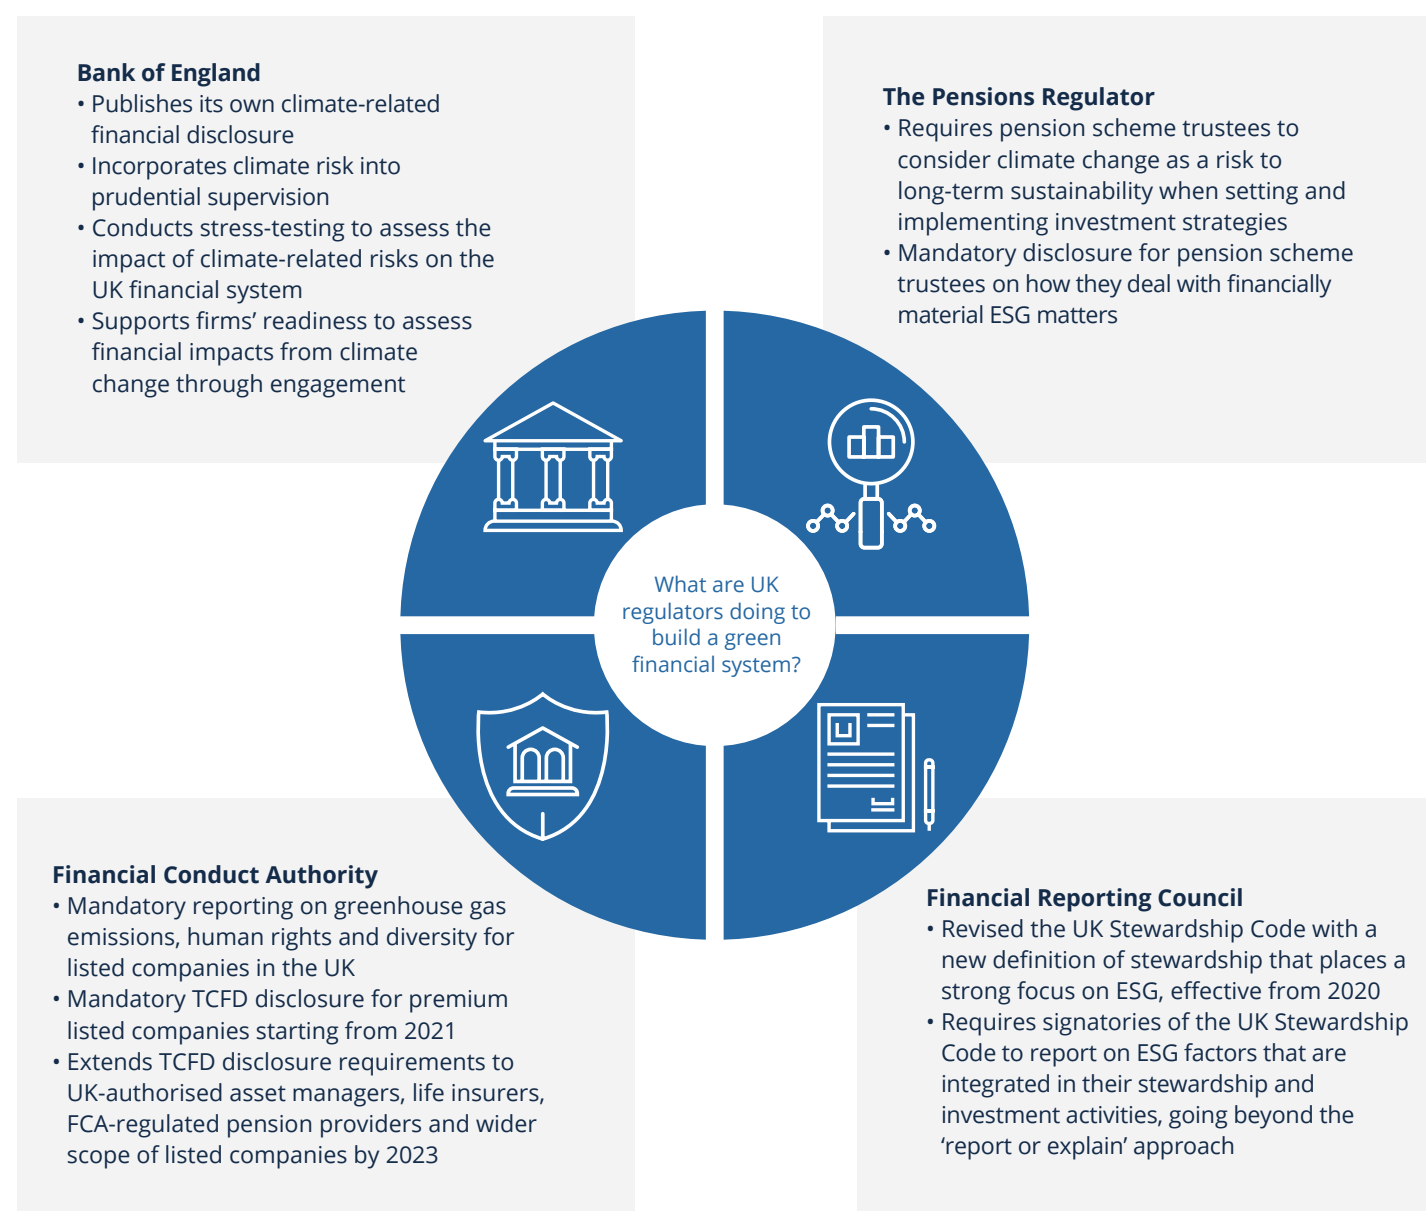 Bank of England
• Publishes its own climate-related
financial disclosure
• Incorporates climate risk into
prudential supervision
• Conducts stress-testing to assess the
impact of climate-related risks on the
UK financial system
• Supports firms’ readiness to assess
financial impacts from climate
change through engagement
The Pensions Regulator
• Requires pension scheme trustees to
consider climate change as a risk to
long-term sustainability when setting and
implementing investment strategies
• Mandatory disclosure for pension scheme
trustees on how they deal with financially
material ESG matters
What are UK
regulators doing to
build a green
financial system?
Financial Conduct Authority
• Mandatory reporting on greenhouse gas
emissions, human rights and diversity for
listed companies in the UK
• Mandatory TCFD disclosure for premium
listed companies starting from 2021
• Extends TCFD disclosure requirements to
UK-authorised asset managers, life insurers,
FCA-regulated pension providers and wider
scope of listed companies by 2023
Financial Reporting Council
• Revised the UK Stewardship Code with a
new definition of stewardship that places a
strong focus on ESG, effective from 2020
• Requires signatories of the UK Stewardship
Code to report on ESG factors that are
integrated in their stewardship and
investment activities, going beyond the
‘report or explain’ approach